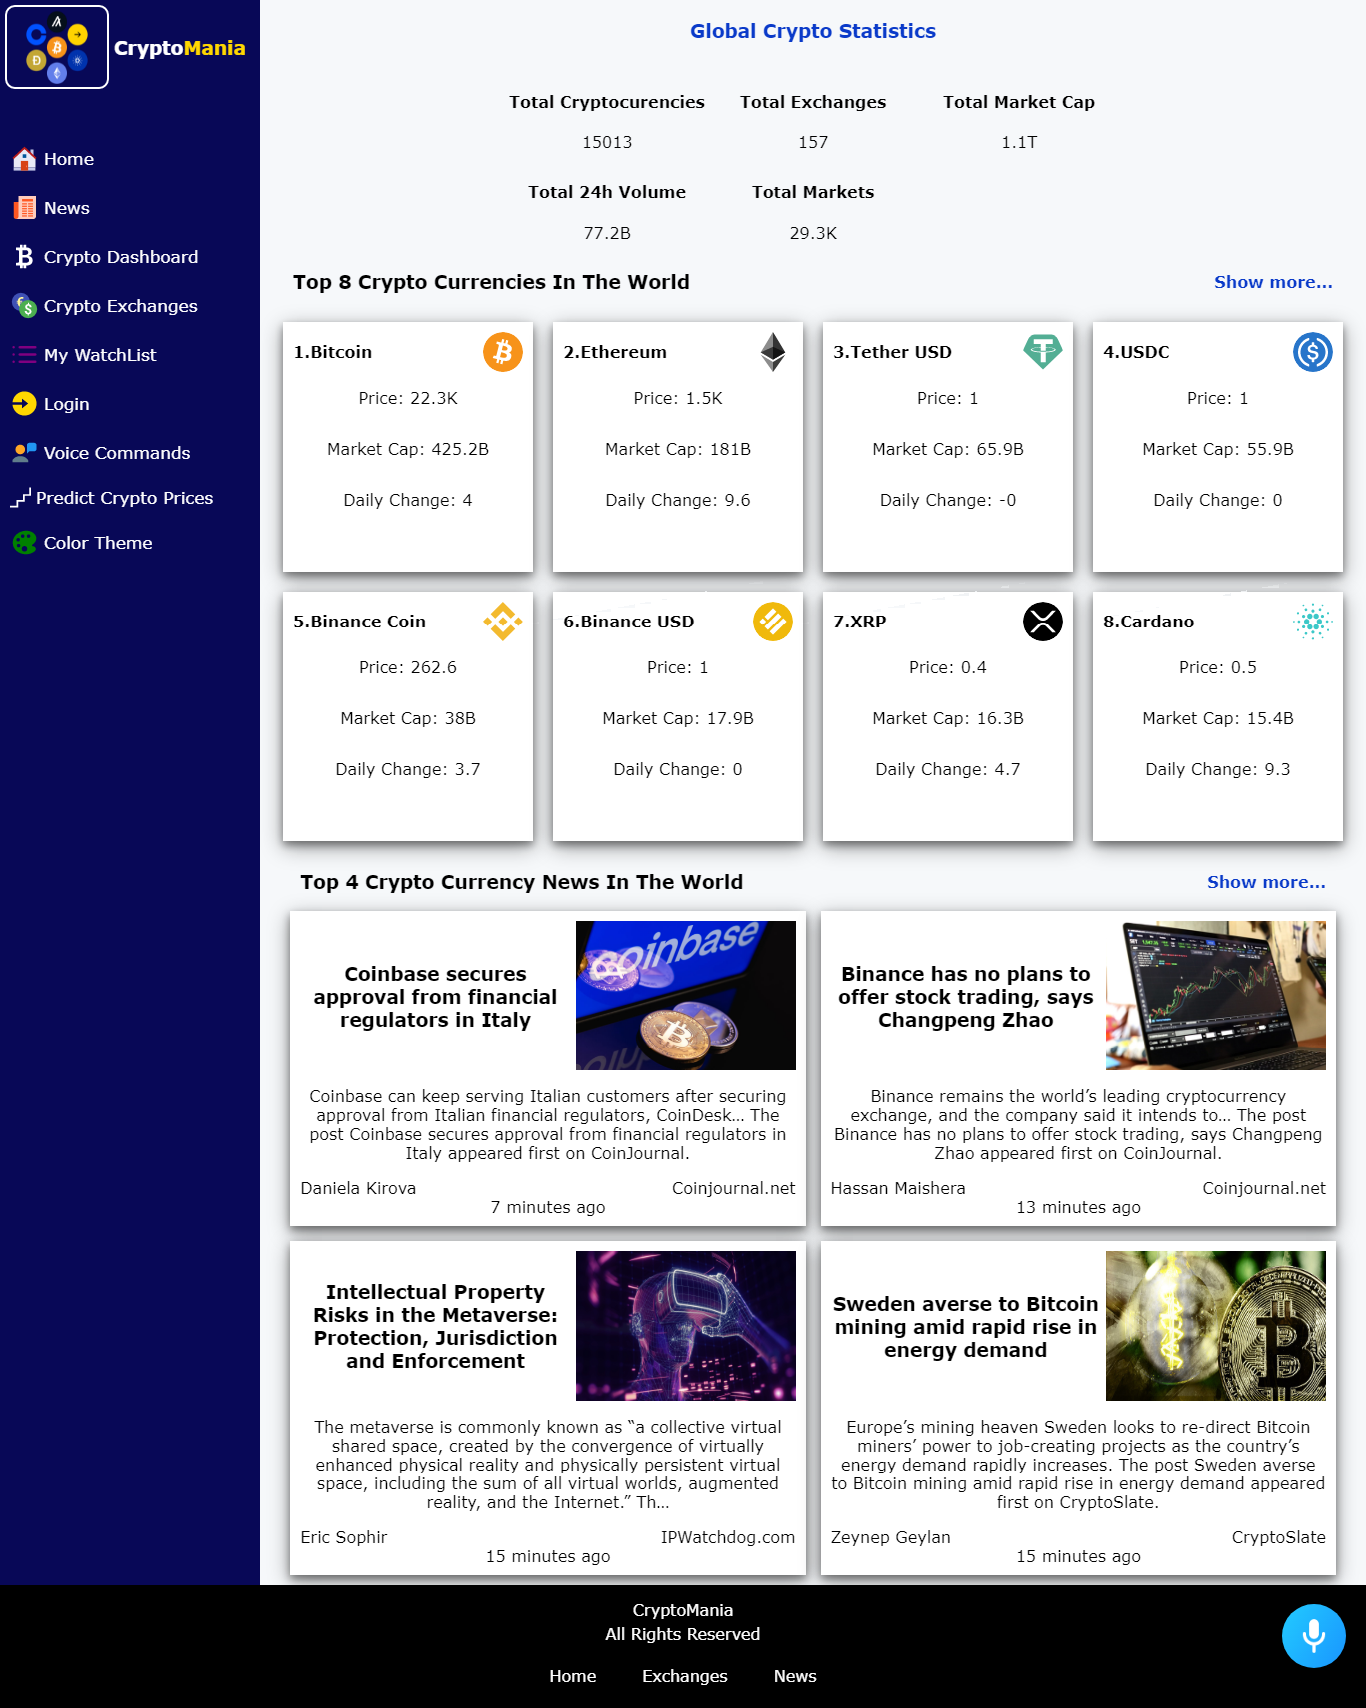 CryptoMania
Home
News
Crypto Dashboard
Crypto Exchanges
My WatchList
Login
Voice Commands
Predict Crypto Prices
Color Theme
Global Crypto Statistics
Total Cryptocurencies
15013
Total Exchanges
157
Total Market Cap
1.1T
Total 24h Volume
77.2B
Total Markets
29.3K
Top 8 Crypto Currencies In The World
Show more...
1.Bitcoin
Price: 22.3K
Market Cap: 425.2B
Daily Change: 4
2.Ethereum
Price: 1.5K
Market Cap: 181B
Daily Change: 9.6
3.Tether USD
Price: 1
Market Cap: 65.9B
Daily Change: -0
4.USDC
Price: 1
Market Cap: 55.9B
Daily Change: 0
5.Binance Coin
Price: 262.6
Market Cap: 38B
Daily Change: 3.7
6.Binance USD
Price: 1
Market Cap: 17.9B
Daily Change: 0
7.XRP
Price: 0.4
Market Cap: 16.3B
Daily Change: 4.7
8.Cardano
Price: 0.5
Market Cap: 15.4B
Daily Change: 9.3
Top 4 Crypto Currency News In The World
Show more...
Coinbase secures
approval from financial
regulators in Italy
coinbase
Coinbase can keep serving Italian customers after securing
approval from Italian financial regulators, CoinDesk… The
post Coinbase secures approval from financial regulators in
Italy appeared first on CoinJournal.
Daniela Kirova
Coinjournal.net
7 minutes ago
Binance has no plans to
offer stock trading, says
Changpeng Zhao
Binance remains the world’s leading cryptocurrency
exchange, and the company said it intends to… The post
Binance has no plans to offer stock trading, says Changpeng
Zhao appeared first on CoinJournal.
Hassan Maishera
Coinjournal.net
13 minutes ago
Intellectual Property
Risks in the Metaverse:
Protection, Jurisdiction
and Enforcement
The metaverse is commonly known as “a collective virtual
shared space, created by the convergence of virtually
enhanced physical reality and physically persistent virtual
space, including the sum of all virtual worlds, augmented
reality, and the Internet.” Th…
Eric Sophir
IPWatchdog.com
15 minutes ago
Sweden averse to Bitcoin
mining amid rapid rise in
energy demand
Europe’s mining heaven Sweden looks to re-direct Bitcoin
miners’ power to job-creating projects as the country’s
energy demand rapidly increases. The post Sweden averse
to Bitcoin mining amid rapid rise in energy demand appeared
first on CryptoSlate.
Zeynep Geylan
CryptoSlate
15 minutes ago
CryptoMania
All Rights Reserved
Home
Exchanges
News